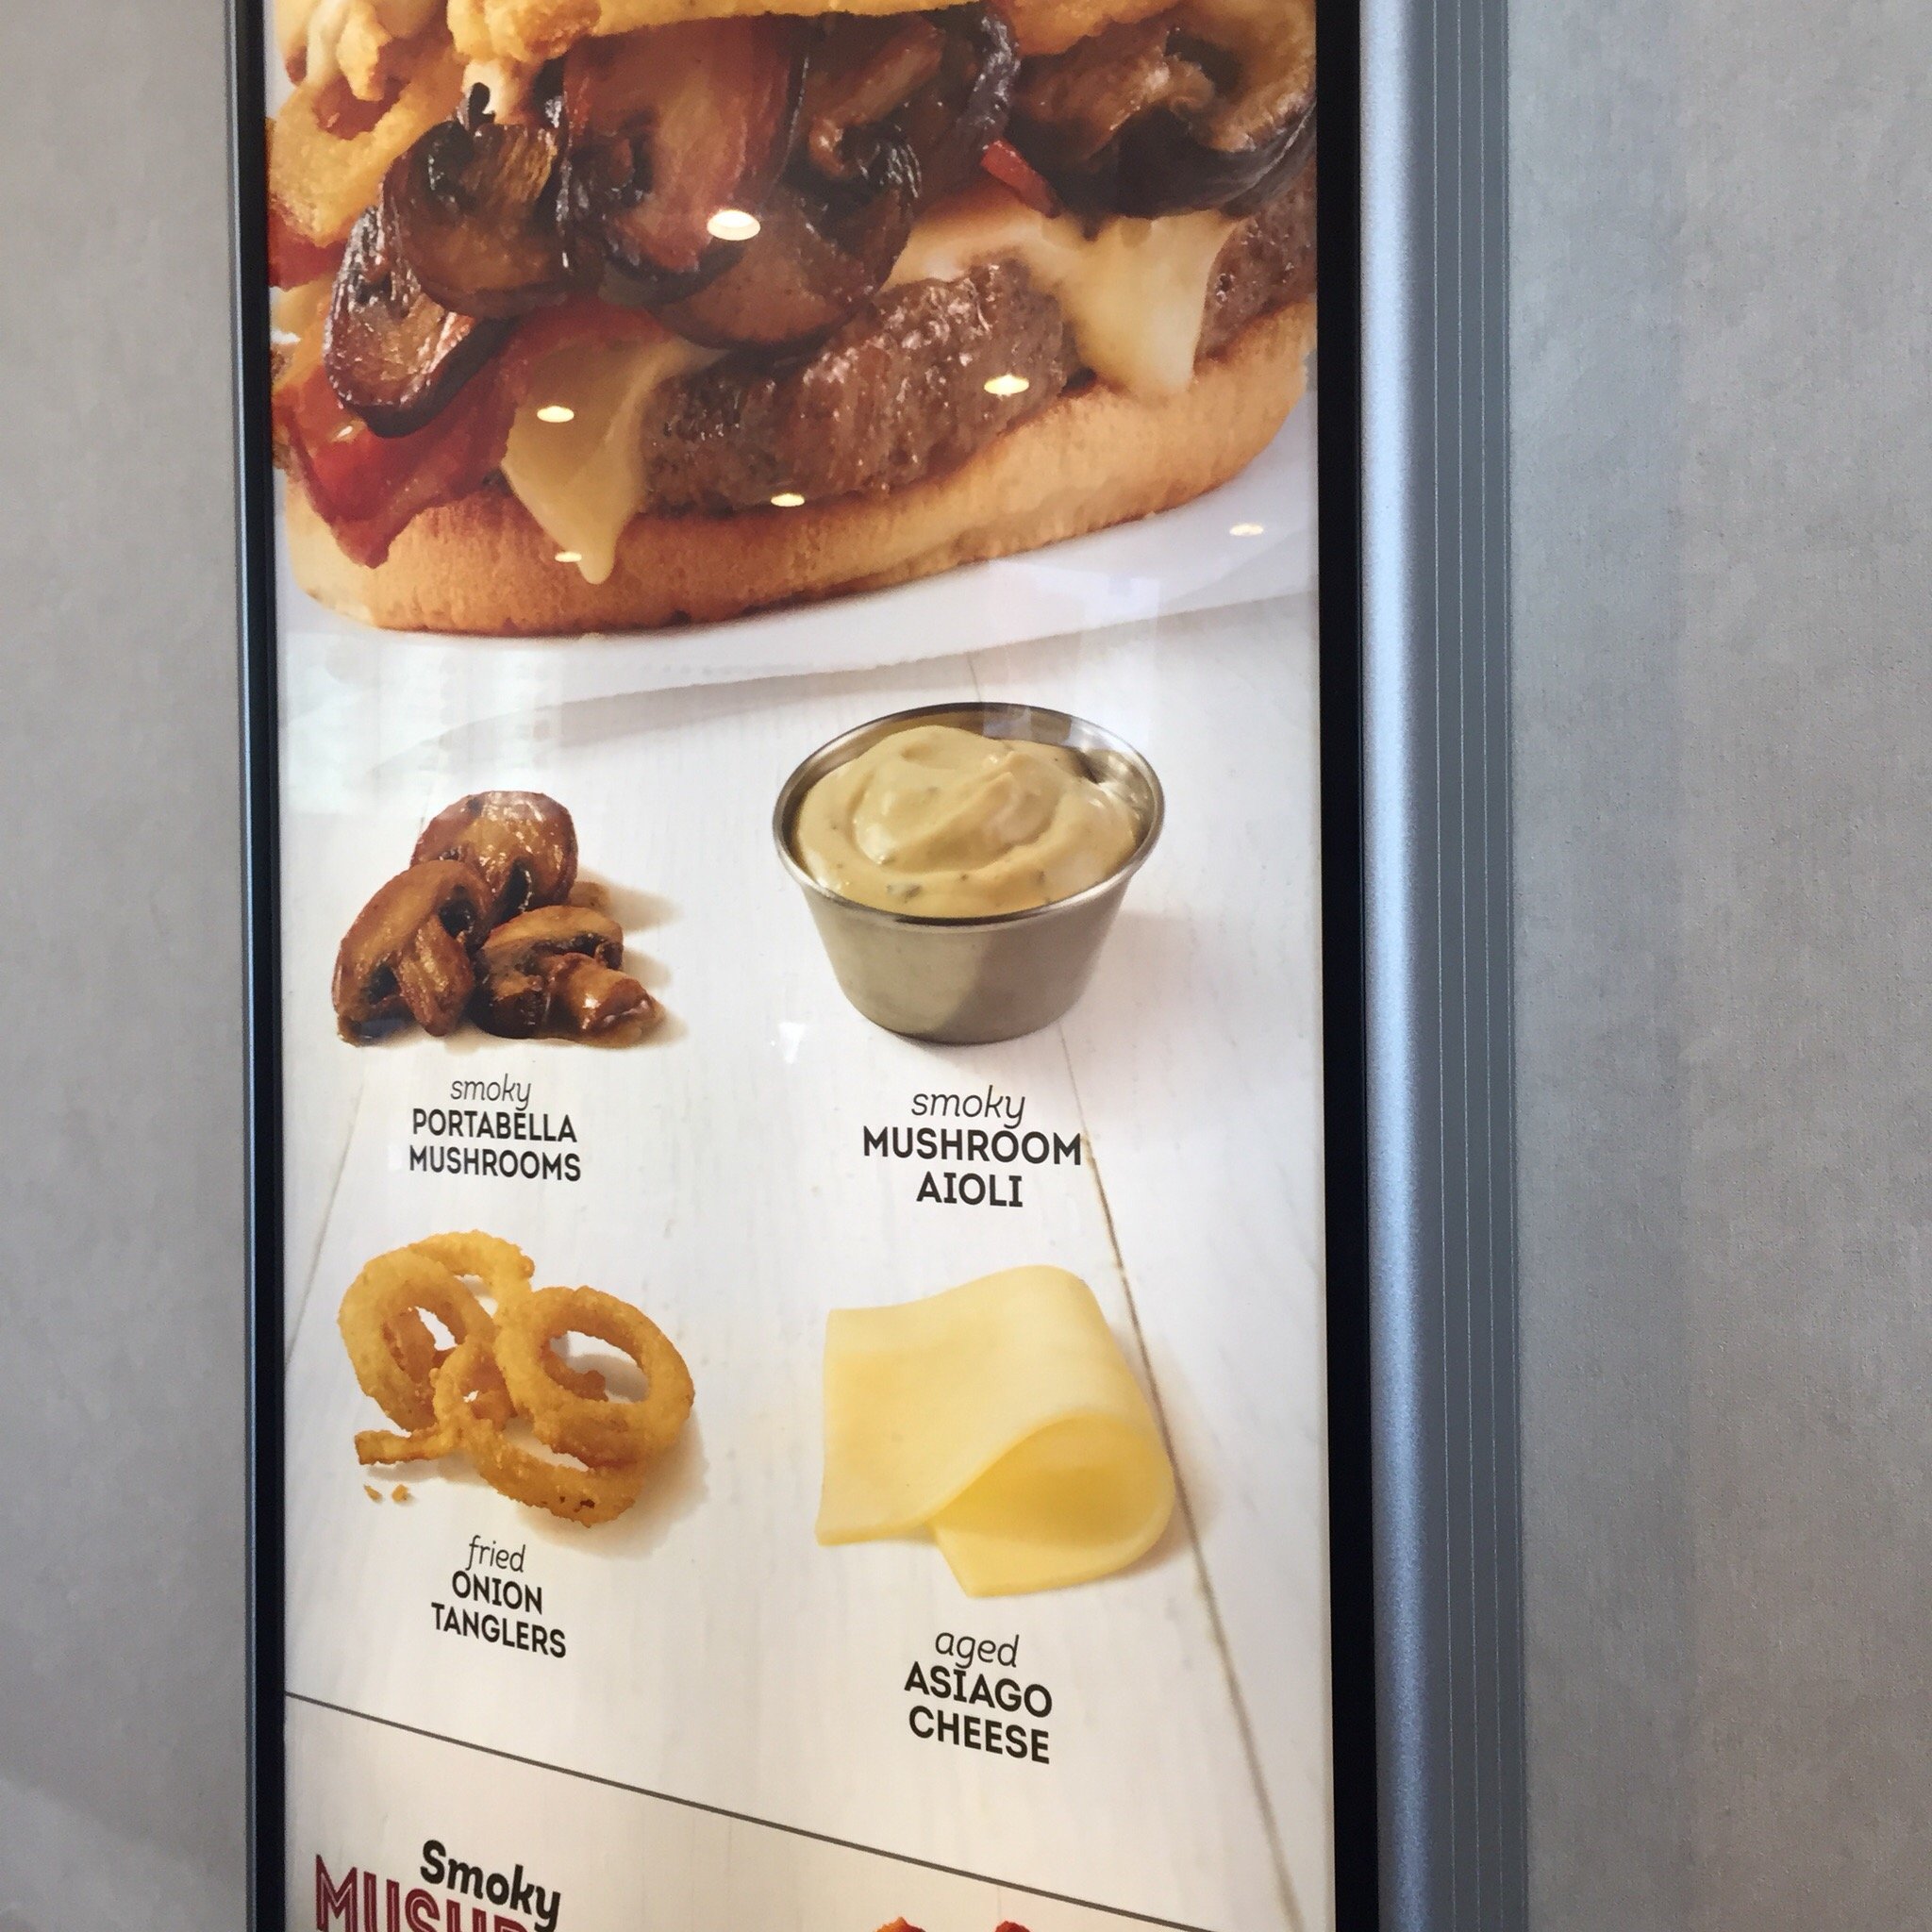 smoky
PORTABELLA
MUSHROOMS
smoky
MUSHROOM
AIOLI
fried
ONION
TANGLERS
aged
ASIAGO
CHEESE
Smoky